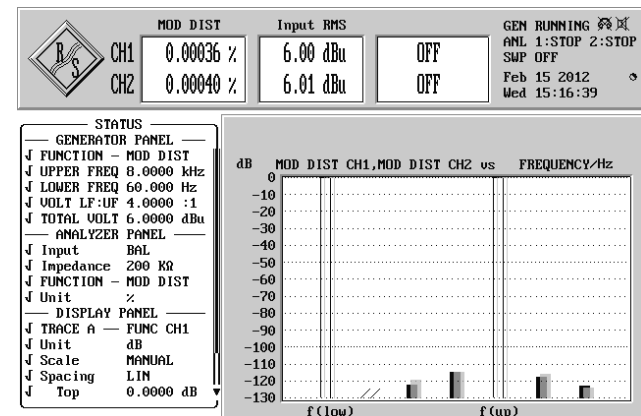 MOD DIST Input RMS
R S
CH1 0.00036 % 6.00 dBu OFF
CH2 0.00040 % 6.01 dBu OFF
GEN RUNNING
ANL 1:STOP 2:STOP
SWP OFF
Feb 15 2012
Wed 15:16:39
STATUS
GENERATOR PANEL
FUNCTION - MOD DIST
UPPER FREQ 8.0000 kHz
LOWER FREQ 60.000 Hz
VOLT LF:UF 4.0000 :1
TOTAL VOLT 6.0000 dBu
ANALYZER PANEL
Input BAL
Impedance 200 KΩ
FUNCTION - MOD DIST
Unit %
DISPLAY PANEL
TRACE A — FUNC CH1
Unit dB
Scale MANUAL
Spacing LIN
Top 0.0000 dB
dB MOD DIST CH1,MOD DIST CH2 vs FREQUENCY/Hz
0
-10
-20
-30
-40
-50
-60
-70
-80
-90
-100
-110
-120
-130
f(low) f(up)